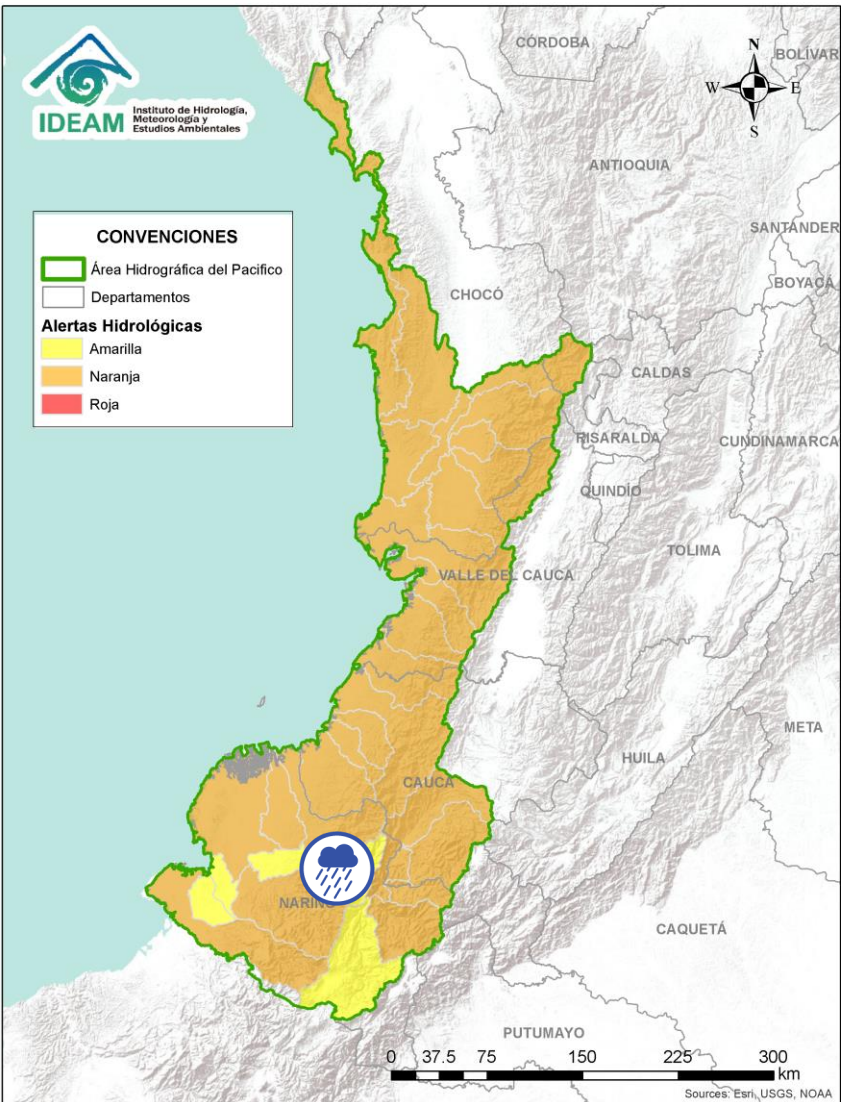 IDEAM
Instituto de Hidrología,
Meteorología y
Estudios Ambientales
CÓRDOBA
BOLIVAR
N
W
E
S
ANTIOQUIA
SANTANDER
BOYACÁ
CONVENCIONES
Área Hidrográfica del Pacifico
Departamentos
Alertas Hidrológicas
Amarilla
Naranja
Roja
CHOCÓ
CALDAS
RISARALDA
CUNDINAMARCA
QUINDÍO
TOLIMA
VALLE DEL CAUCA
META
HUILA
CAUCA
NARIÑO
CAQUETÁ
PUTUMAYO
0 37.5 75 150 225 300
km
Sources: Esri, USGS, NOAA